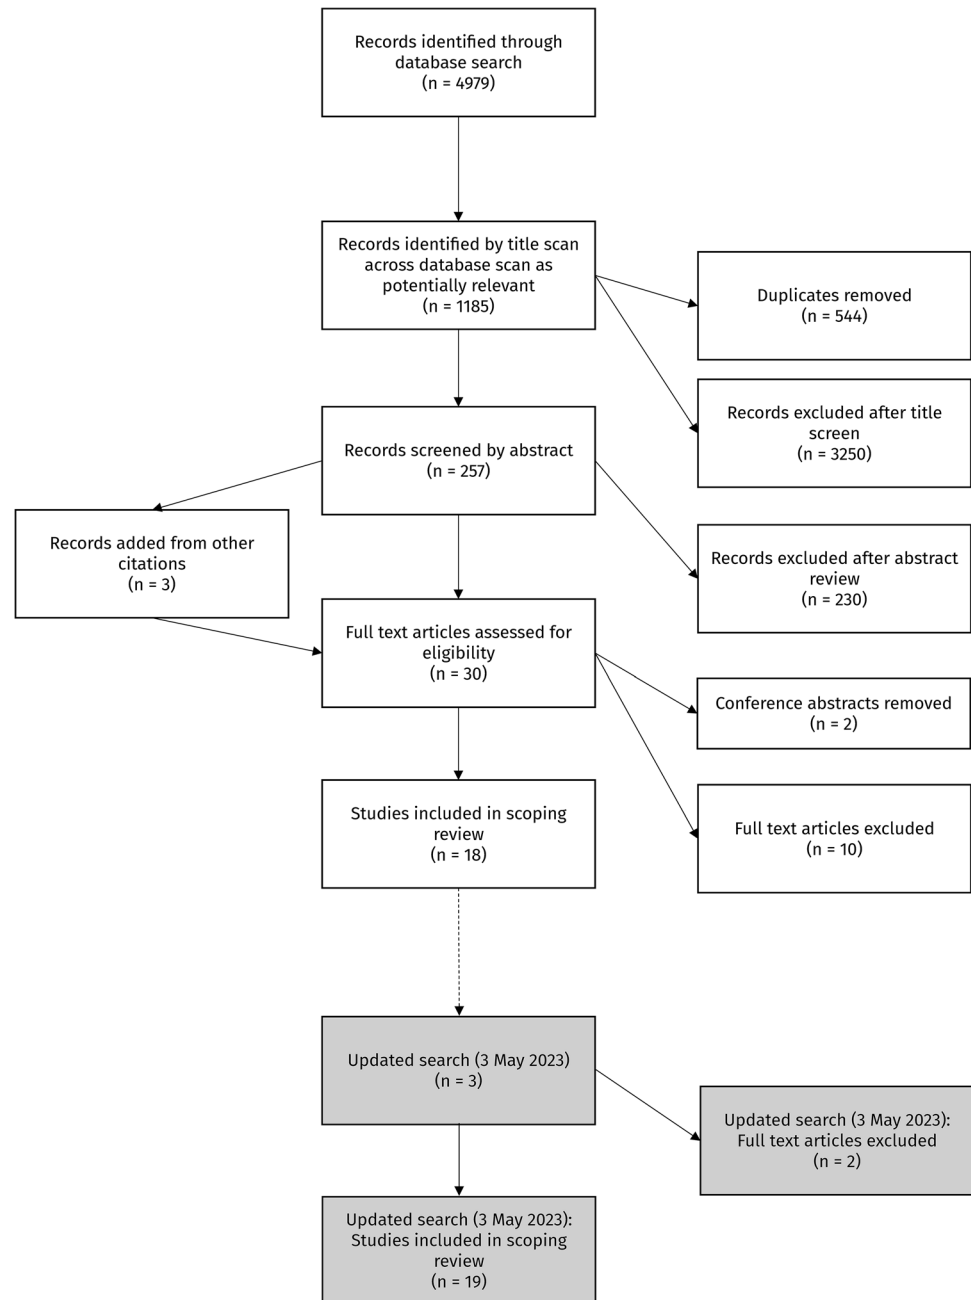 Records identified through
database search
(n = 4979)
Records identified by title scan
across database scan as
potentially relevant
(n = 1185)
Duplicates removed
(n = 544)
Records excluded after title
screen
(n = 3250)
Records screened by abstract
(n = 257)
Records added from other
citations
(n = 3)
Records excluded after abstract
review
(n = 230)
Full text articles assessed for
eligibility
(n = 30)
Conference abstracts removed
(n = 2)
Studies included in scoping
review
(n = 18)
Full text articles excluded
(n = 10)
Updated search (3 May 2023)
(n = 3)
Updated search (3 May 2023):
Full text articles excluded
(n = 2)
Updated search (3 May 2023):
Studies included in scoping
review
(n = 19)